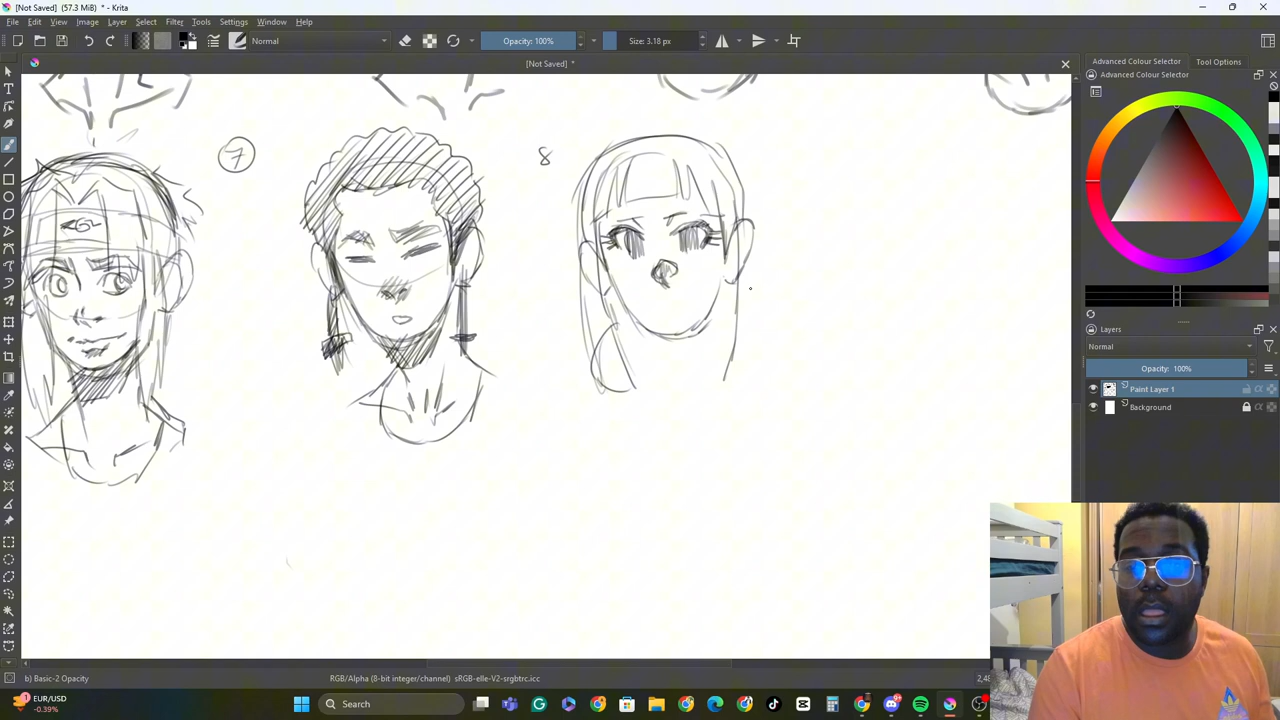 [Not Saved] (57.3 MiB) * - Krita
File Edit View Image Layer Select Filter Tools Settings Window Help
Normal Opacity: 100% Size: 3.18 px
[Not Saved] *
Advanced Colour Selector Tool Options
Advanced Colour Selector
7
8
Layers
Normal
Opacity: 100%
Paint Layer 1
Background
b) Basic-2 Opacity
RGB/Alpha (8-bit integer/channel) sRGB-elle-V2-srgbtrc.icc
2,48
EUR/USD
-0.39%
Search